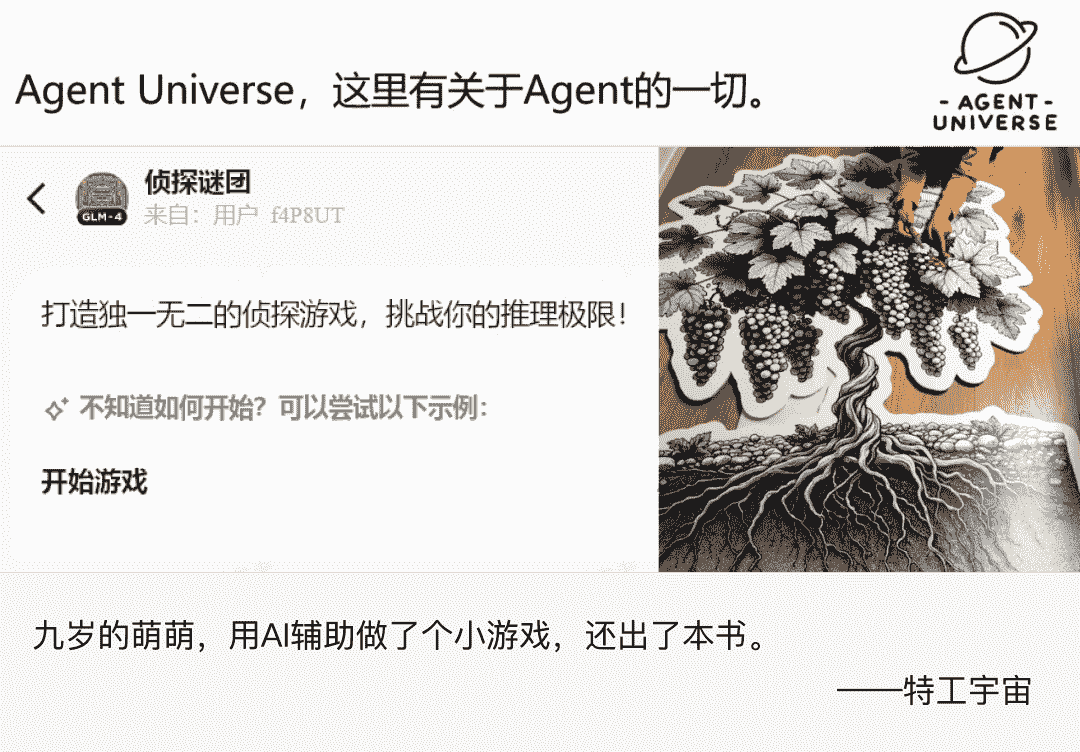 Agent Universe，这里有关于Agent的一切。
- AGENT -
UNIVERSE
侦探谜团
GLM-4
来自：用户 f4P8UT
打造独一无二的侦探游戏，挑战你的推理极限！
不知道如何开始？可以尝试以下示例：
开始游戏
九岁的萌萌，用AI辅助做了个小游戏，还出了本书。
——特工宇宙